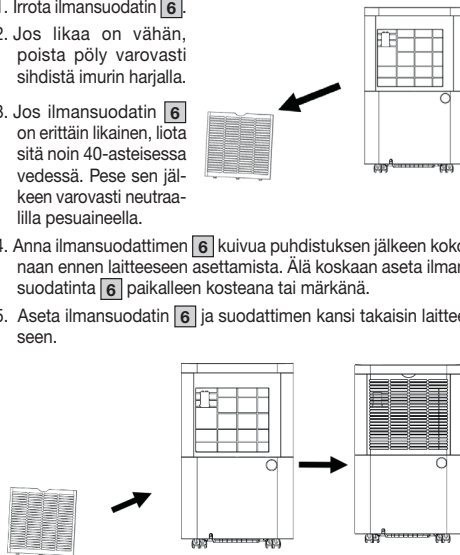 1. Irrota ilmansuodatin 6.
2. Jos likaa on vähän,
poista pöly varovasti
sihdistä imurin harjalla.
3. Jos ilmansuodatin 6
on erittäin likainen, liota
sitä noin 40-asteisessa
vedessä. Pese sen jäl-
keen varovasti neutraa-
lilla pesuaineella.
4. Anna ilmansuodattimen 6 kuivua puhdistuksen jälkeen koko-
naan ennen laitteeseen asettamista. Älä koskaan aseta ilman-
suodatinta 6 paikalleen kosteana tai märkänä.
5. Aseta ilmansuodatin 6 ja suodattimen kansi takaisin laittee-
seen.